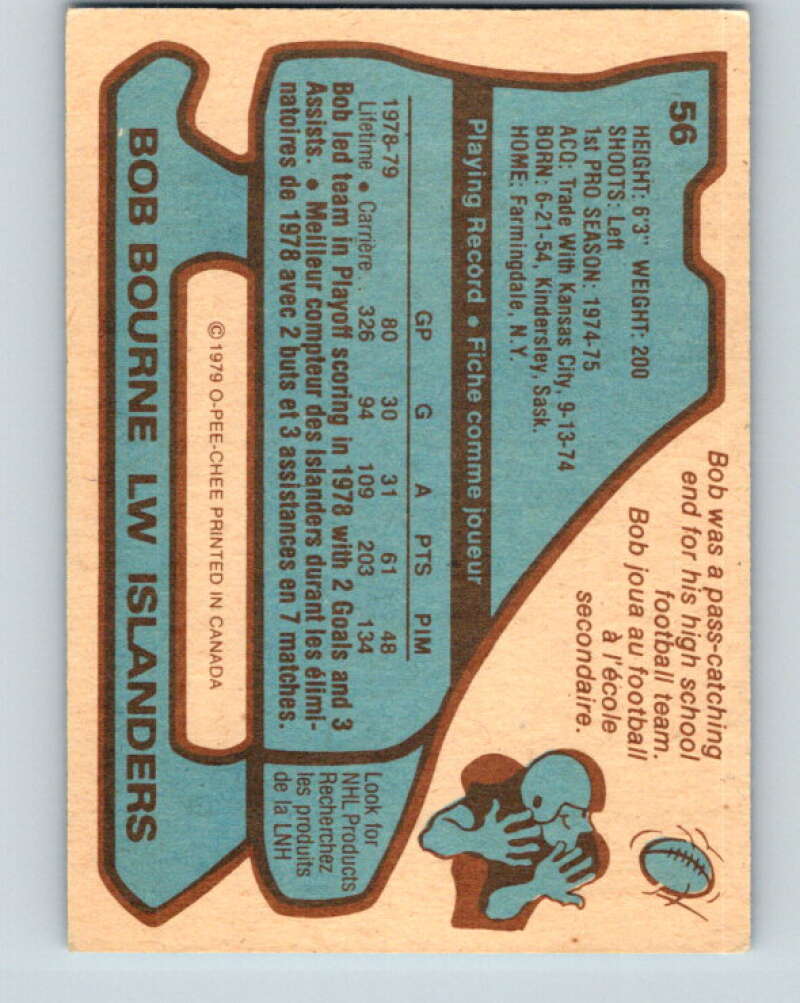 56
HEIGHT: 6'3" WEIGHT: 200
SHOOTS: Left
1st PRO SEASON: 1974-75
ACQ: Trade With Kansas City, 9-13-74
BORN: 6-21-54, Kindersley, Sask.
HOME: Farmingdale, N.Y.
Bob was a pass-catching
end for his high school
football team.
Bob joua au football
à l'école
secondaire.
Playing Record • Fiche comme joueur
GP G A PTS PIM
1978-79 80 30 31 61 48
Lifetime • Carrière. . 326 94 109 203 134
Bob led team in Playoff scoring in 1978 with 2 Goals and 3
Assists. • Meilleur compteur des Islanders durant les élimi-
natoires de 1978 avec 2 buts et 3 assistances en 7 matches.
Look for
NHL Products
Recherchez
les produits
de la LNH
© 1979 O-PEE-CHEE PRINTED IN CANADA
BOB BOURNE LW ISLANDERS